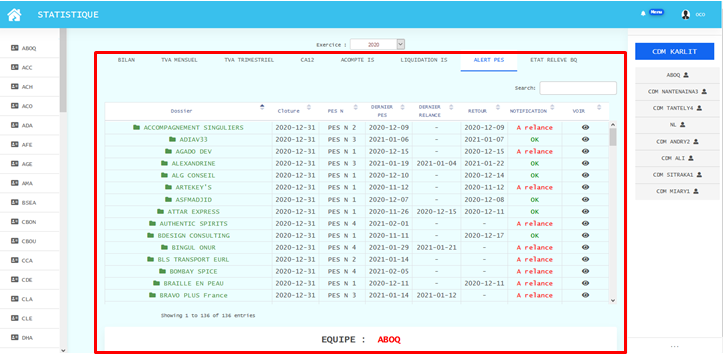 STATISTIQUE
Menu
oco
ABOQ
ACC
ACH
ACO
ADA
AFE
AGE
AMA
BSEA
CBON
CBOU
CCA
CDE
CLA
CLE
DHA
Exercice : 2020
BILAN TVA MENSUEL TVA TRIMESTRIEL CA12 ACOMPTE IS LIQUIDATION IS ALERT PES ETAT RELEVE BQ
Search:
Dossier Cloture PES N DERNIER PES DERNIER RELANCE RETOUR NOTIFICATION VOIR
ACCOMPAGNEMENT SINGULIERS 2020-12-31 PES N 2 2020-12-09 - 2020-12-09 A relance
ADIAV33 2020-12-31 PES N 3 2021-01-06 - 2021-01-07 OK
AGADO DEV 2020-12-31 PES N 1 2020-12-15 - 2020-12-15 A relance
ALEXANDRINE 2020-12-31 PES N 3 2021-01-19 2021-01-04 2021-01-22 OK
ALG CONSEIL 2020-12-31 PES N 1 2020-12-10 - 2020-12-14 OK
ARTEKEY'S 2020-12-31 PES N 1 2020-11-12 - 2020-11-12 A relance
ASFMADJID 2020-12-31 PES N 1 2020-12-07 - 2020-12-08 OK
ATTAR EXPRESS 2020-12-31 PES N 1 2020-11-26 2020-12-15 2020-12-11 OK
AUTHENTIC SPIRITS 2020-12-31 PES N 4 2021-02-01 - - A relance
BDESIGN CONSULTING 2020-12-31 PES N 1 2020-11-11 - 2020-12-17 OK
BINGUL ONUR 2020-12-31 PES N 4 2021-01-29 2021-01-21 - A relance
BLS TRANSPORT EURL 2020-12-31 PES N 2 2021-01-14 - - A relance
BOMBAY SPICE 2020-12-31 PES N 4 2021-02-05 - - A relance
BRAILLE EN PEAU 2020-12-31 PES N 1 2020-12-11 - 2020-12-11 A relance
BRAVO PLUS France 2020-12-31 PES N 3 2021-01-14 2021-01-12 - A relance
Showing 1 to 136 of 136 entries
EQUIPE : ABOQ
CDM KARLIT
ABOQ
CDM NANTENAINA3
CDM TANTELY4
NL
CDM ANDRY2
CDM ALI
CDM SITRAKA1
CDM MIARY1
...